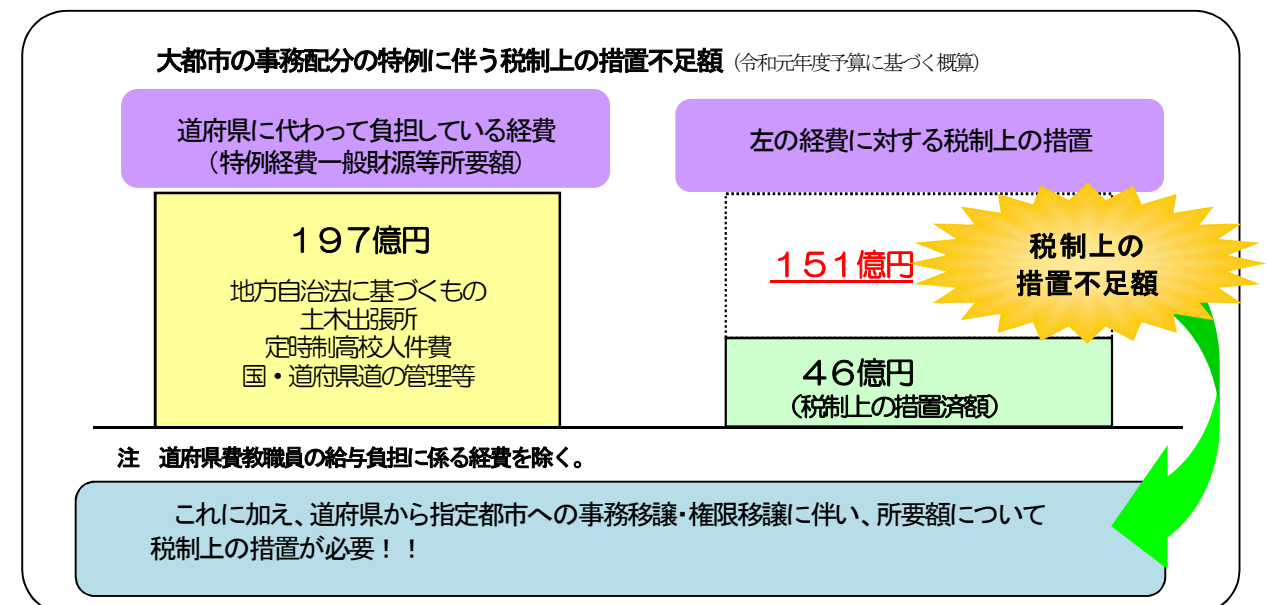 大都市の事務配分の特例に伴う税制上の措置不足額（令和元年度予算に基づく概算）
道府県に代わって負担している経費
（特例経費一般財源等所要額）
左の経費に対する税制上の措置
１９７億円
地方自治法に基づくもの
土木出張所
定時制高校人件費
国・道府県道の管理等
１５１億円
税制上の
措置不足額
４６億円
（税制上の措置済額）
注　道府県費教職員の給与負担に係る経費を除く。
これに加え、道府県から指定都市への事務移譲・権限移譲に伴い、所要額について
税制上の措置が必要！！